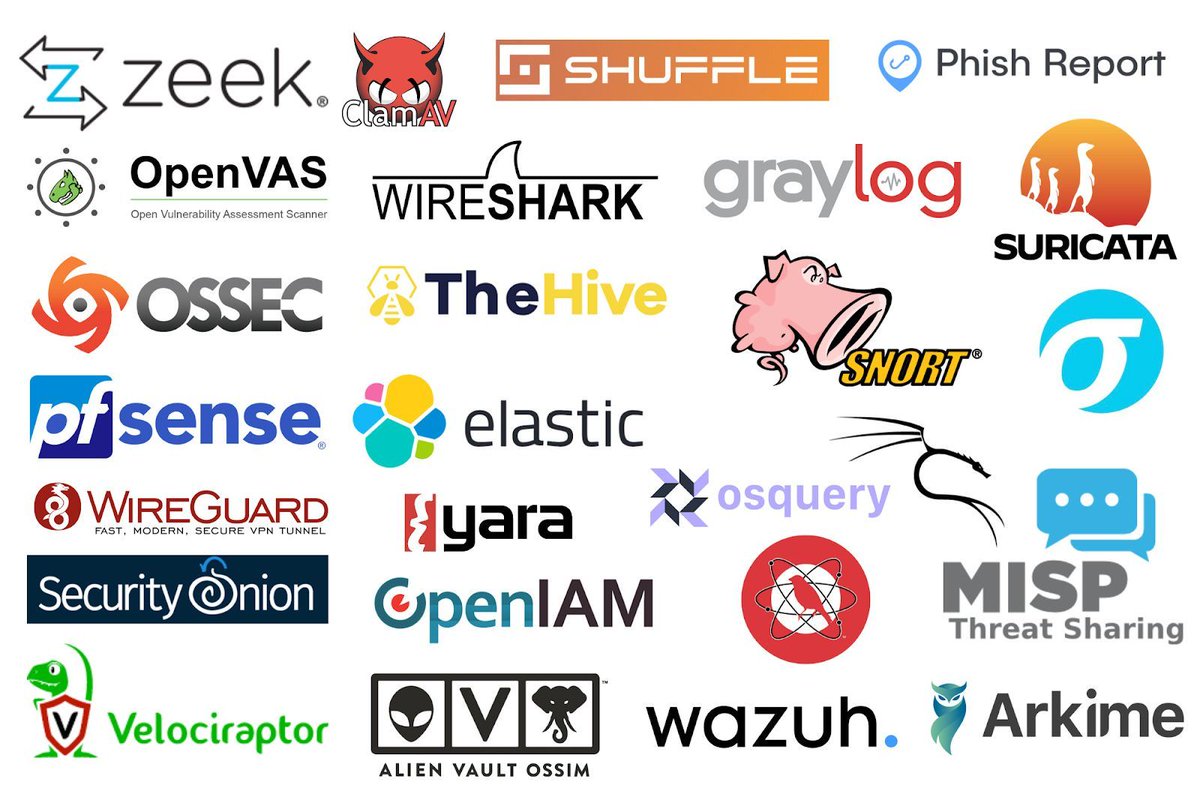 zeek®
ClamAV
SHUFFLE
Phish Report
OpenVAS
Open Vulnerability Assessment Scanner
WIRESHARK
graylog
SURICATA
OSSEC
TheHive
SNORT®
σ
pfsense®
elastic
WIREGUARD
FAST, MODERN, SECURE VPN TUNNEL
yara
osquery
Security Onion
OpenIAM
MISP
Threat Sharing
V
Velociraptor
V™
ALIEN VAULT OSSIM
wazuh.
Arkime